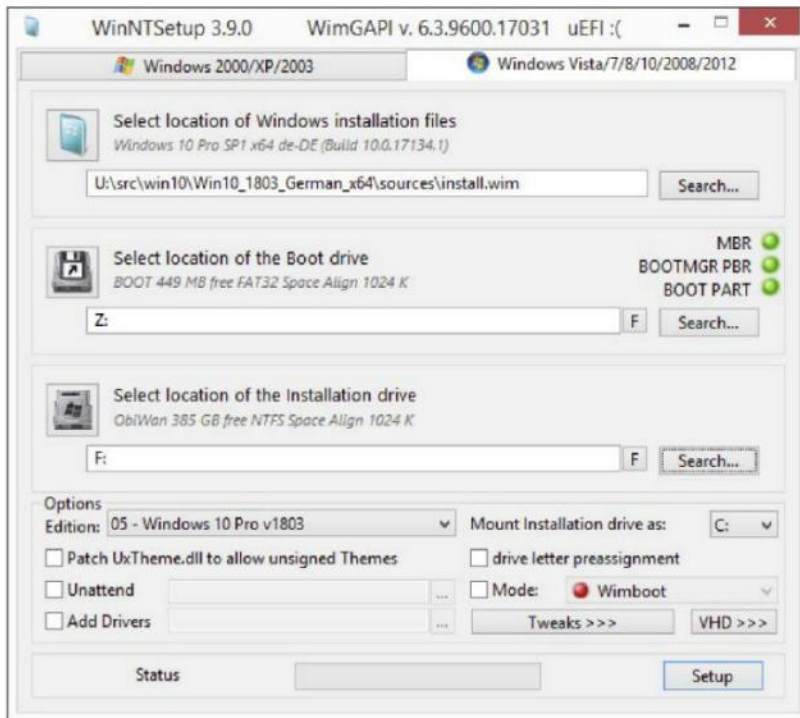 WinNTSetup 3.9.0 WimGAPI v. 6.3.9600.17031 uEFI :(
Windows 2000/XP/2003 Windows Vista/7/8/10/2008/2012
Select location of Windows installation files
Windows 10 Pro SP1 x64 de-DE (Build 10.0.17134.1)
U:\src\win10\Win10_1803_German_x64\sources\install.wim Search...
MBR
Select location of the Boot drive BOOTMGR PBR
BOOT 449 MB free FAT32 Space Align 1024 K BOOT PART
Z: F Search...
Select location of the Installation drive
ObiWan 385 GB free NTFS Space Align 1024 K
F: F Search...
Options
Edition: 05 - Windows 10 Pro v1803 Mount Installation drive as: C:
Patch UxTheme.dll to allow unsigned Themes drive letter preassignment
Unattend ... Mode: Wimboot
Add Drivers ... Tweaks >>> VHD >>>
Status Setup